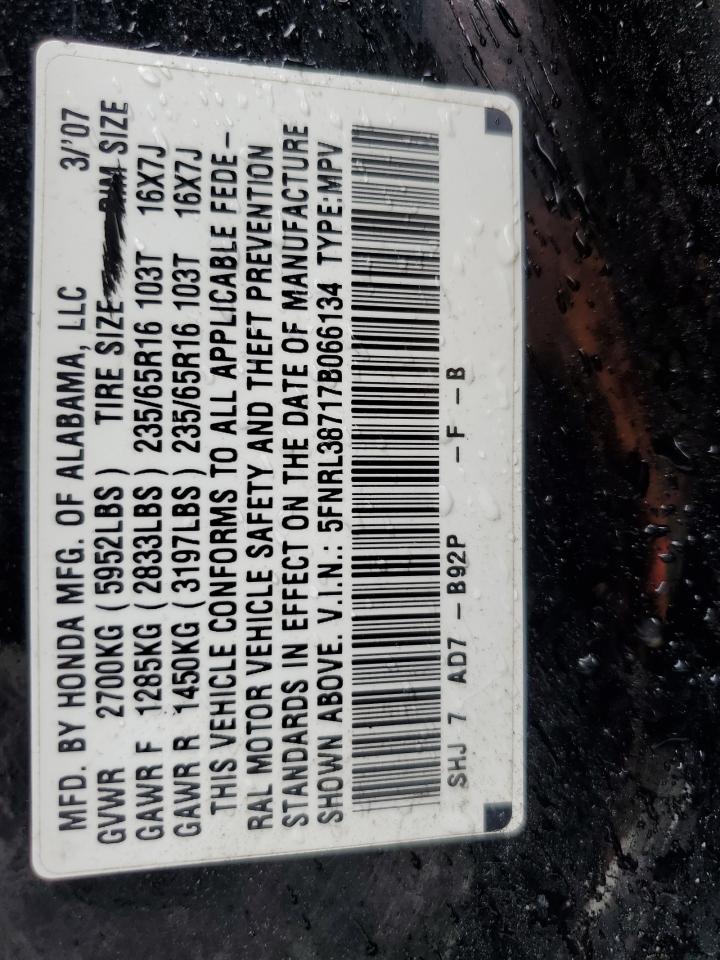 MFD. BY HONDA MFG. OF ALABAMA, LLC 3/'07
GVWR 2700KG (5952LBS) TIRE SIZE RIM SIZE
GAWR F 1285KG (2833LBS) 235/65R16 103T 16X7J
GAWR R 1450KG (3197LBS) 235/65R16 103T 16X7J
THIS VEHICLE CONFORMS TO ALL APPLICABLE FEDE-
RAL MOTOR VEHICLE SAFETY AND THEFT PREVENTION
STANDARDS IN EFFECT ON THE DATE OF MANUFACTURE
SHOWN ABOVE. V.I.N.: 5FNRL38717B066134 TYPE:MPV
SHJ 7 AD7 -B92P -F -B